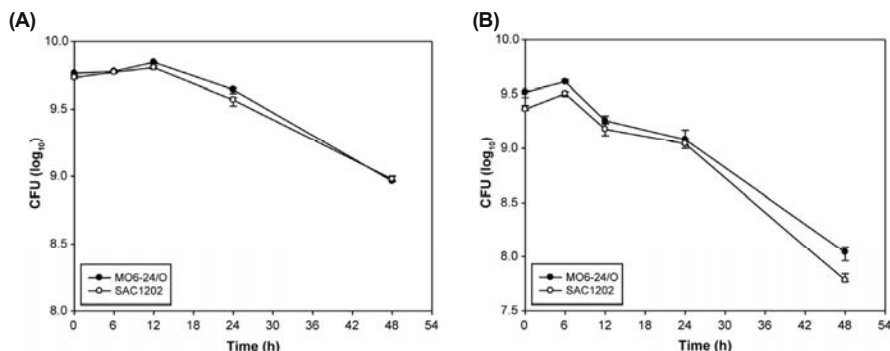 (A)
CFU (log₁₀)
10.0
9.5
9.0
8.5
8.0
MO6-24/O
SAC1202
0 6 12 18 24 30 36 42 48 54
Time (h)
(B)
CFU (log₁₀)
10.0
9.5
9.0
8.5
8.0
7.5
MO6-24/O
SAC1202
0 6 12 18 24 30 36 42 48 54
Time (h)